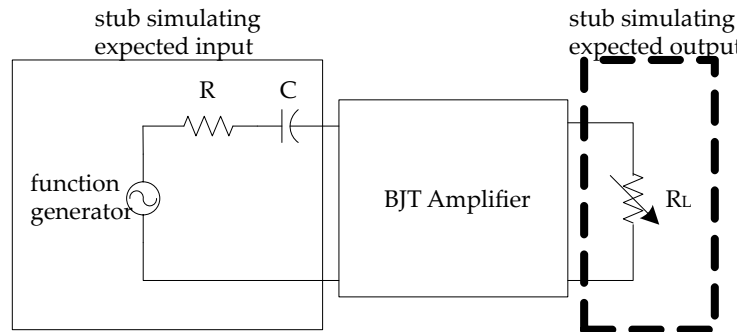 stub simulating
expected input
stub simulating
expected output
R
C
function
generator
BJT Amplifier
RL